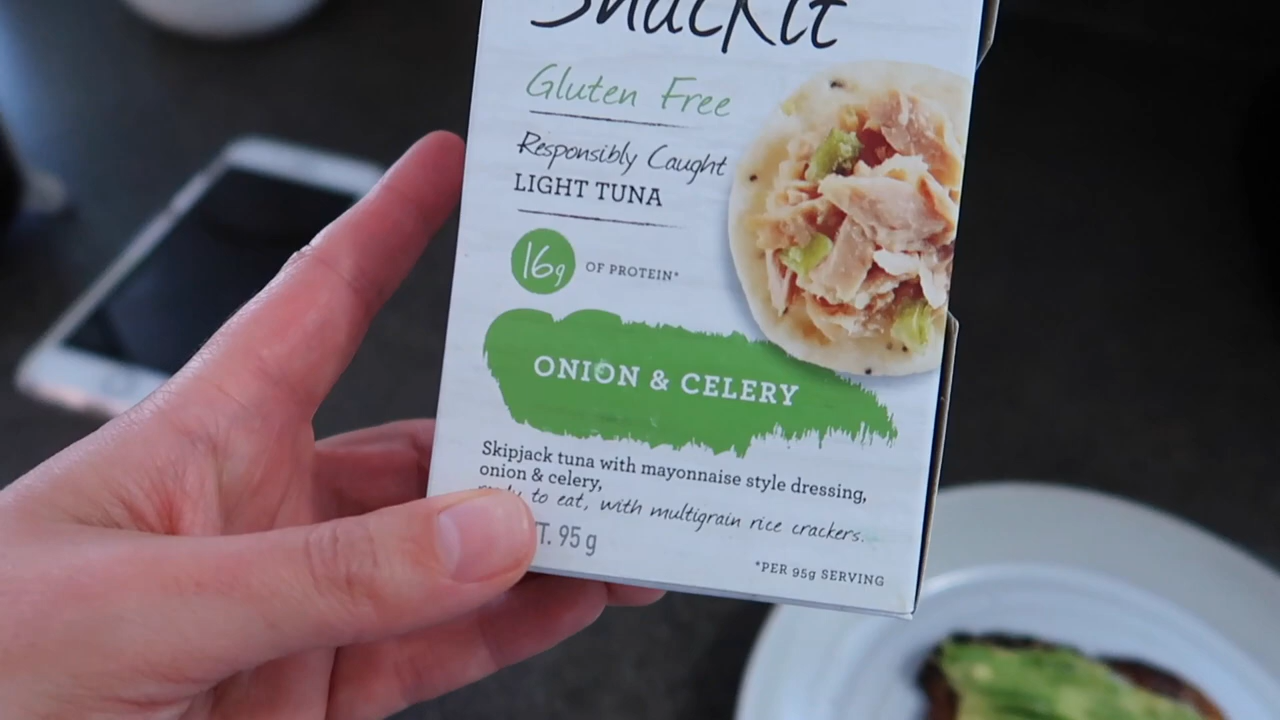 Snackit
Gluten Free
Responsibly Caught
LIGHT TUNA
16g OF PROTEIN*
ONION & CELERY
Skipjack tuna with mayonnaise style dressing,
onion & celery,
ready to eat, with multigrain rice crackers.
T. 95 g
*PER 95g SERVING